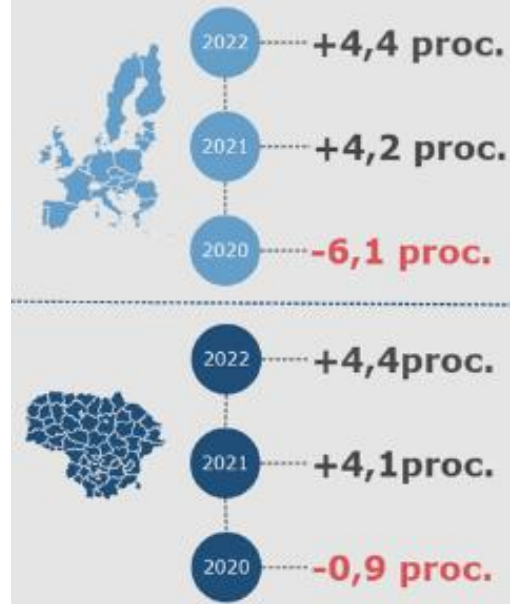 2022 +4,4 proc.
2021 +4,2 proc.
2020 -6,1 proc.
2022 +4,4proc.
2021 +4,1proc.
2020 -0,9 proc.